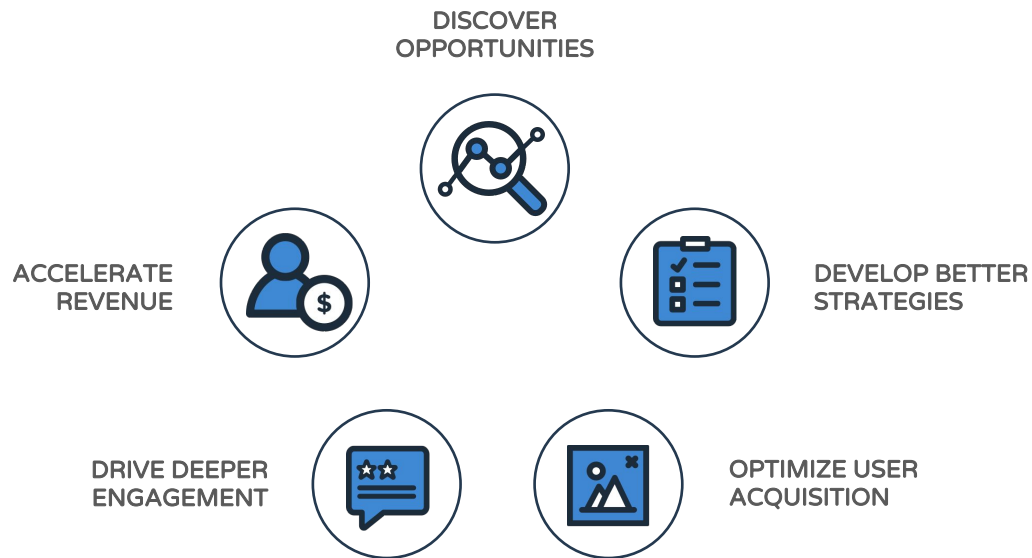 DISCOVER
OPPORTUNITIES
ACCELERATE
REVENUE
$
DEVELOP BETTER
STRATEGIES
DRIVE DEEPER
ENGAGEMENT
OPTIMIZE USER
ACQUISITION